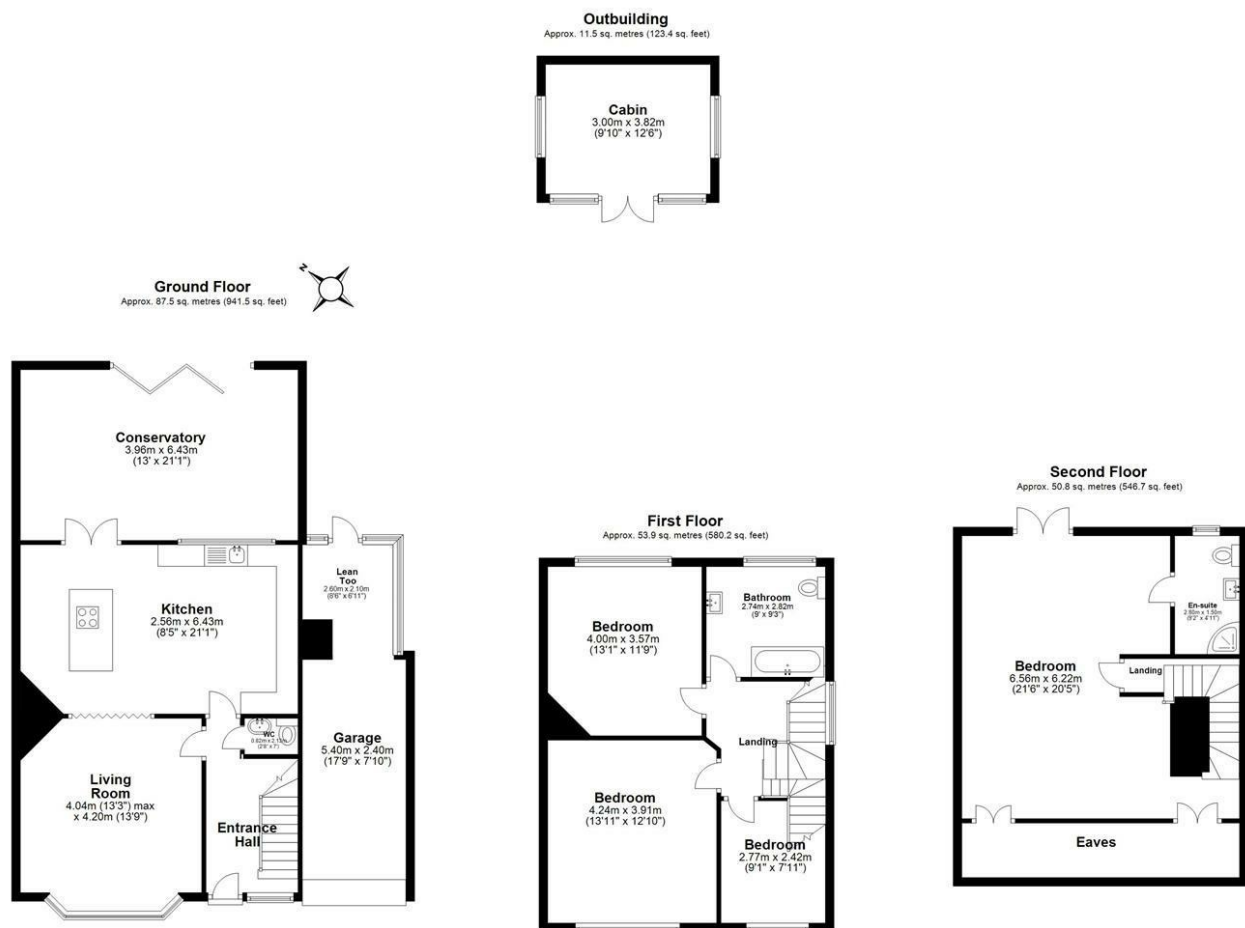 Outbuilding
Approx. 11.5 sq. metres (123.4 sq. feet)
Cabin
3.00m x 3.82m
(9'10" x 12'6")
N
Ground Floor
Approx. 87.5 sq. metres (941.5 sq. feet)
Conservatory
3.96m x 6.43m
(13' x 21'1")
Lean
Too
2.60m x 2.10m
(8'6" x 6'11")
Kitchen
2.56m x 6.43m
(8'5" x 21'1")
WC
Garage
5.40m x 2.40m
(17'9" x 7'10")
Living
Room
4.04m (13'3") max
x 4.20m (13'9")
Entrance
Hall
First Floor
Approx. 53.9 sq. metres (580.2 sq. feet)
Bathroom
2.74m x 2.82m
(9' x 9'3")
Bedroom
4.00m x 3.57m
(13'1" x 11'9")
Landing
Bedroom
4.24m x 3.91m
(13'11" x 12'10")
Bedroom
2.77m x 2.42m
(9'1" x 7'11")
Second Floor
Approx. 50.8 sq. metres (546.7 sq. feet)
En-suite
(9'2" x 4'11")
Landing
Bedroom
6.56m x 6.22m
(21'6" x 20'5")
Eaves